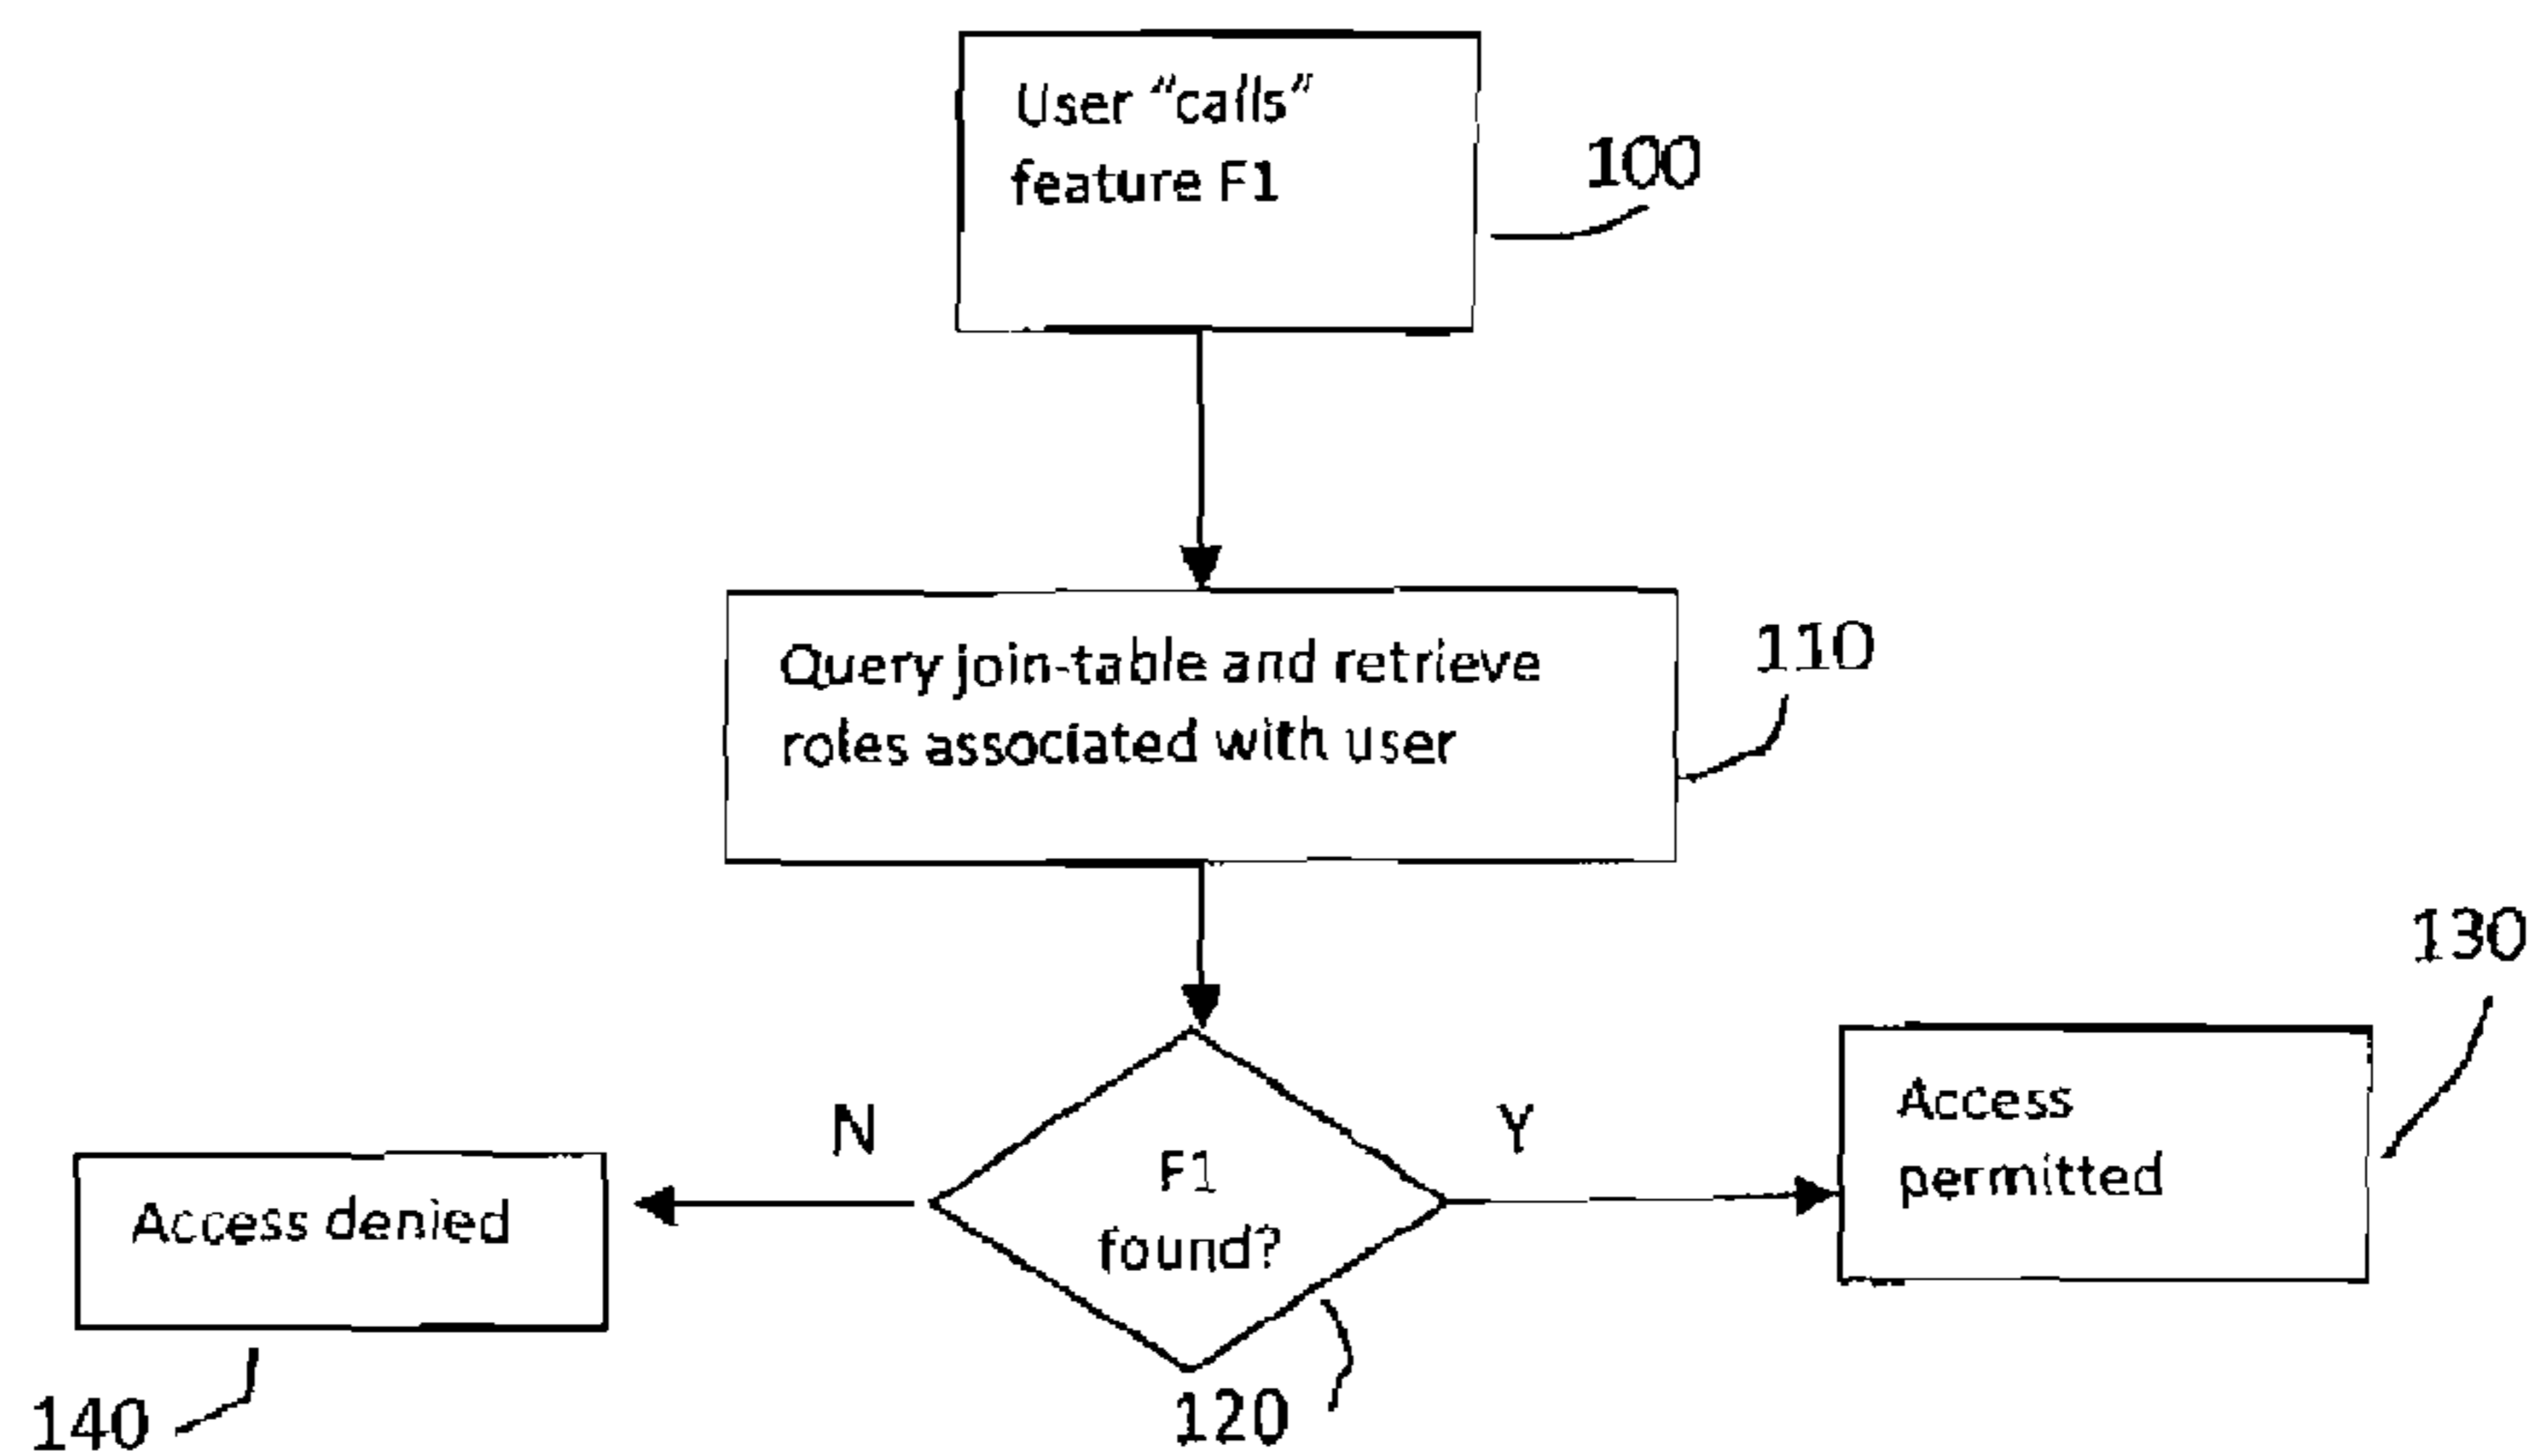 User “calls”
feature F1
100
Query join-table and retrieve
roles associated with user
110
130
N
Y
F1
found?
Access
permitted
Access denied
140
120